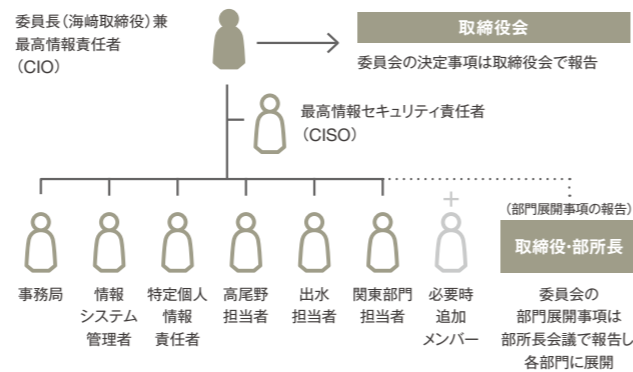 委員長（海﨑取締役）兼
最高情報責任者
（CIO）
取締役会
委員会の決定事項は取締役会で報告
最高情報セキュリティ責任者
（CISO）
+
（部門展開事項の報告）
取締役・部所長
事務局
情報
システム
管理者
特定個人
情報
責任者
高尾野
担当者
出水
担当者
関東部門
担当者
必要時
追加
メンバー
委員会の
部門展開事項は
部所長会議で報告し
各部門に展開